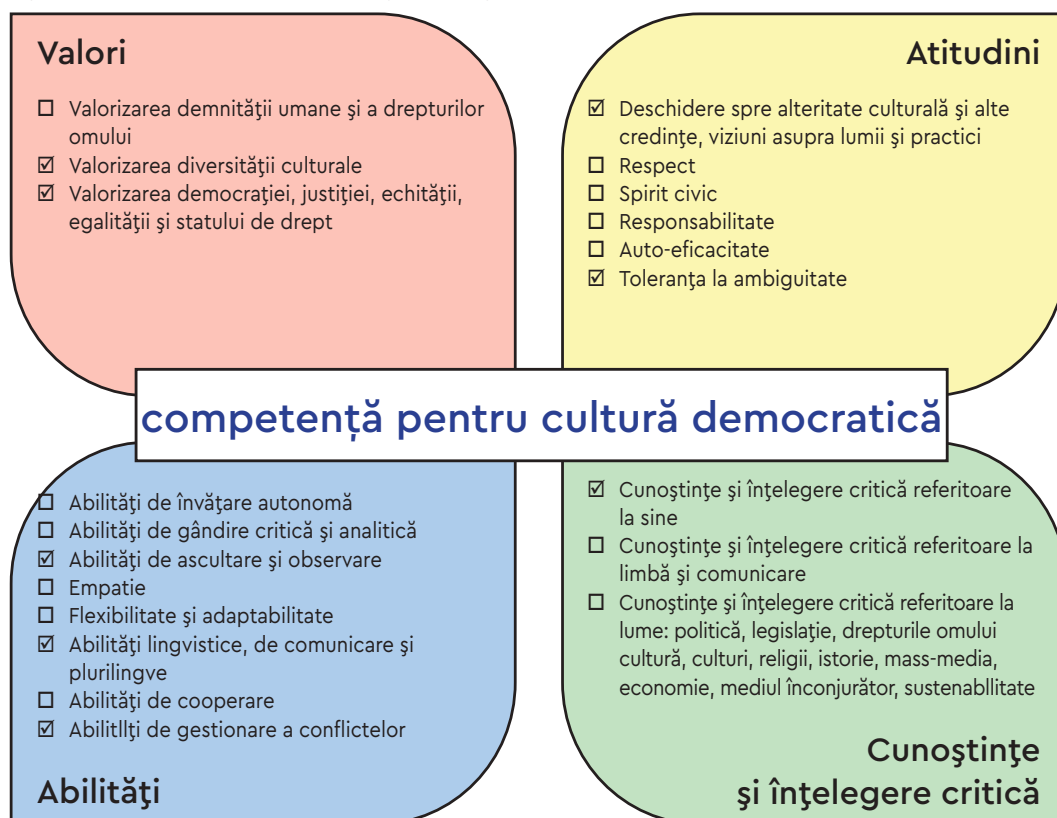 Valori
☐ Valorizarea demnităţii umane şi a drepturilor
omului
☑ Valorizarea diversităţii culturale
☑ Valorizarea democraţiei, justiţiei, echităţii,
egalităţii şi statului de drept
Atitudini
☑ Deschidere spre alteritate culturală şi alte
credinţe, viziuni asupra lumii şi practici
☐ Respect
☐ Spirit civic
☐ Responsabilitate
☐ Auto-eficacitate
☑ Toleranţa la ambiguitate
competență pentru cultură democratică
☐ Abilităţi de învăţare autonomă
☐ Abilităţi de gândire critică şi analitică
☑ Abilităţi de ascultare şi observare
☐ Empatie
☐ Flexibilitate şi adaptabilitate
☑ Abilităţi lingvistice, de comunicare şi
plurilingve
☐ Abilităţi de cooperare
☑ Abilitllţi de gestionare a conflictelor
Abilităţi
☑ Cunoştinţe şi înţelegere critică referitoare
la sine
☐ Cunoştinţe şi înţelegere critică referitoare la
limbă şi comunicare
☐ Cunoştinţe şi înţelegere critică referitoare la
lume: politică, legislaţie, drepturile omului
cultură, culturi, religii, istorie, mass-media,
economie, mediul înconjurător, sustenabllitate
Cunoştinţe
şi înţelegere critică